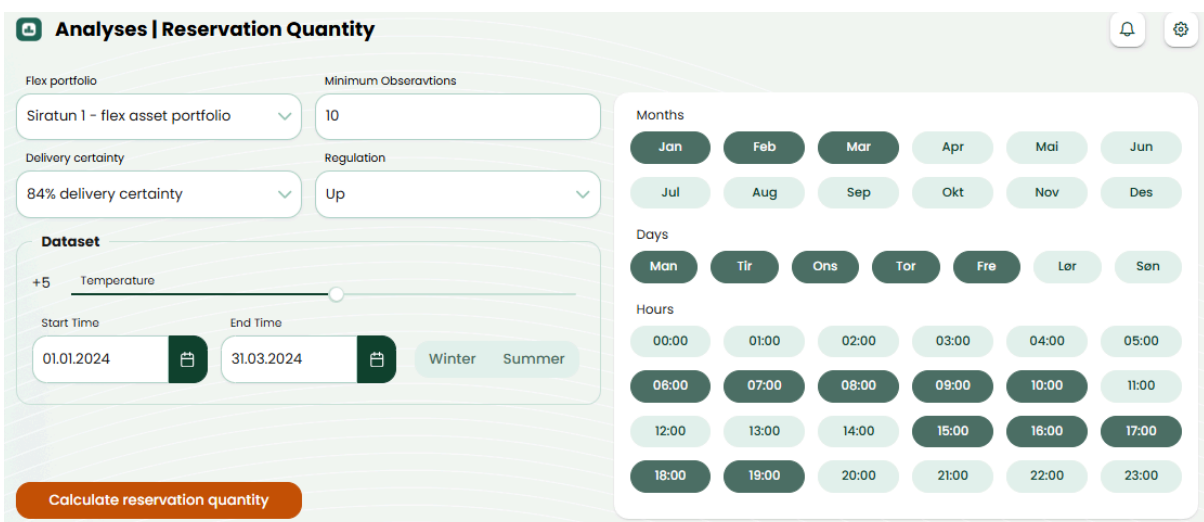 Analyses | Reservation Quantity
Flex portfolio
Minimum Obseravtions
Siratun 1 - flex asset portfolio
10
Delivery certainty
Regulation
84% delivery certainty
Up
Dataset
+5 Temperature
Start Time
End Time
01.01.2024
31.03.2024
Winter Summer
Calculate reservation quantity
Months
Jan Feb Mar Apr Mai Jun
Jul Aug Sep Okt Nov Des
Days
Man Tir Ons Tor Fre Lør Søn
Hours
00:00 01:00 02:00 03:00 04:00 05:00
06:00 07:00 08:00 09:00 10:00 11:00
12:00 13:00 14:00 15:00 16:00 17:00
18:00 19:00 20:00 21:00 22:00 23:00